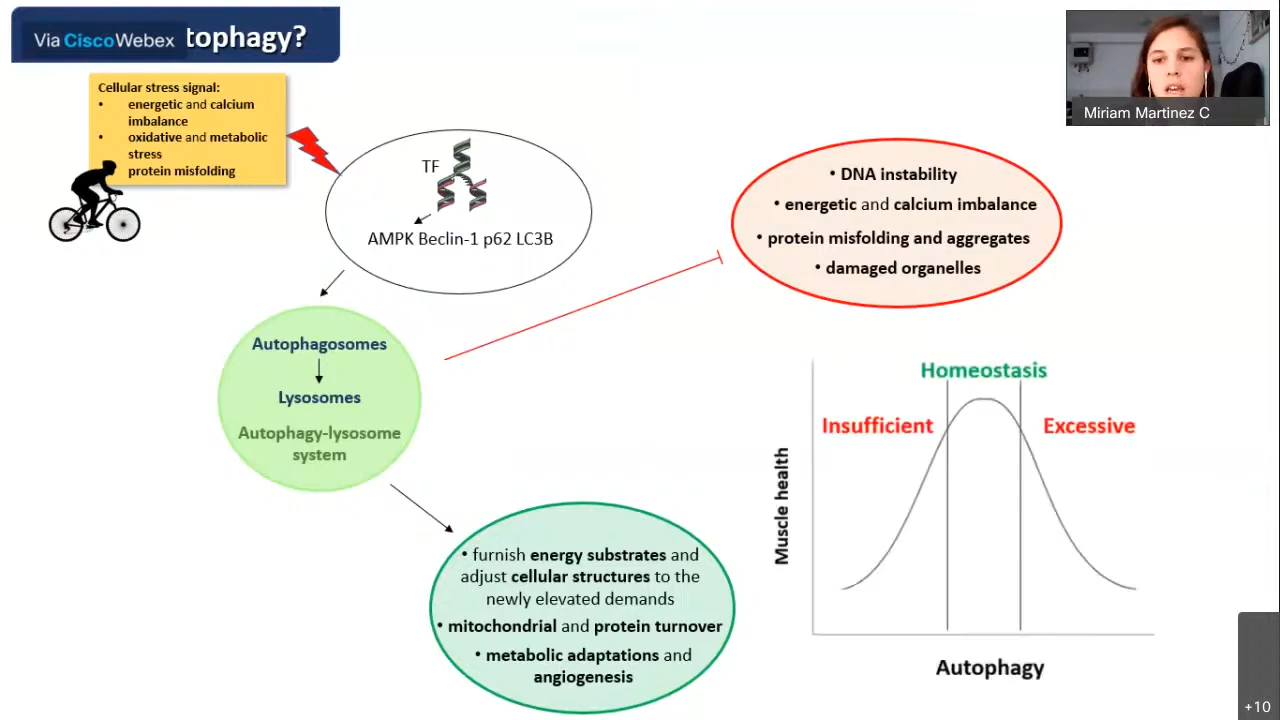 Via CiscoWebex tophagy?
Miriam Martinez C
Cellular stress signal:
• energetic and calcium
imbalance
• oxidative and metabolic
stress
• protein misfolding
TF
AMPK Beclin-1 p62 LC3B
• DNA instability
• energetic and calcium imbalance
• protein misfolding and aggregates
• damaged organelles
Autophagosomes
Lysosomes
Autophagy-lysosome
system
• furnish energy substrates and
adjust cellular structures to the
newly elevated demands
• mitochondrial and protein turnover
• metabolic adaptations and
angiogenesis
Homeostasis
Insufficient
Excessive
Muscle health
Autophagy
+10